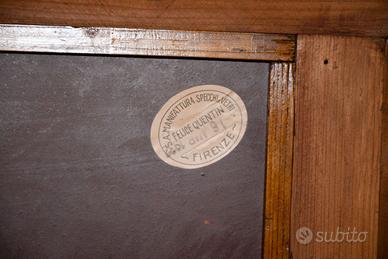 S.A. MANIFATTURA SPECCHI E VETRI
FELICE QUENTIN
FIRENZE
subito